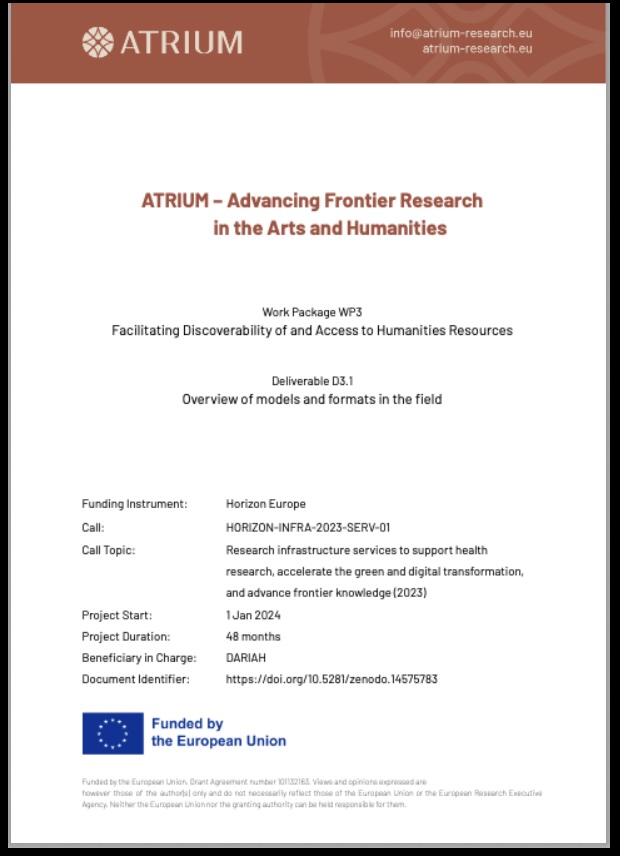 ATRIUM
info@atrium-research.eu
atrium-research.eu
ATRIUM – Advancing Frontier Research
in the Arts and Humanities
Work Package WP3
Facilitating Discoverability of and Access to Humanities Resources
Deliverable D3.1
Overview of models and formats in the field
Funding Instrument: Horizon Europe
Call: HORIZON-INFRA-2023-SERV-01
Call Topic: Research infrastructure services to support health
research, accelerate the green and digital transformation,
and advance frontier knowledge (2023)
Project Start: 1 Jan 2024
Project Duration: 48 months
Beneficiary in Charge: DARIAH
Document Identifier: https://doi.org/10.5281/zenodo.14575783
Funded by
the European Union
Funded by the European Union. Grant Agreement number 101132163. Views and opinions expressed are
however those of the author(s) only and do not necessarily reflect those of the European Union or the European Research Executive
Agency. Neither the European Union nor the granting authority can be held responsible for them.